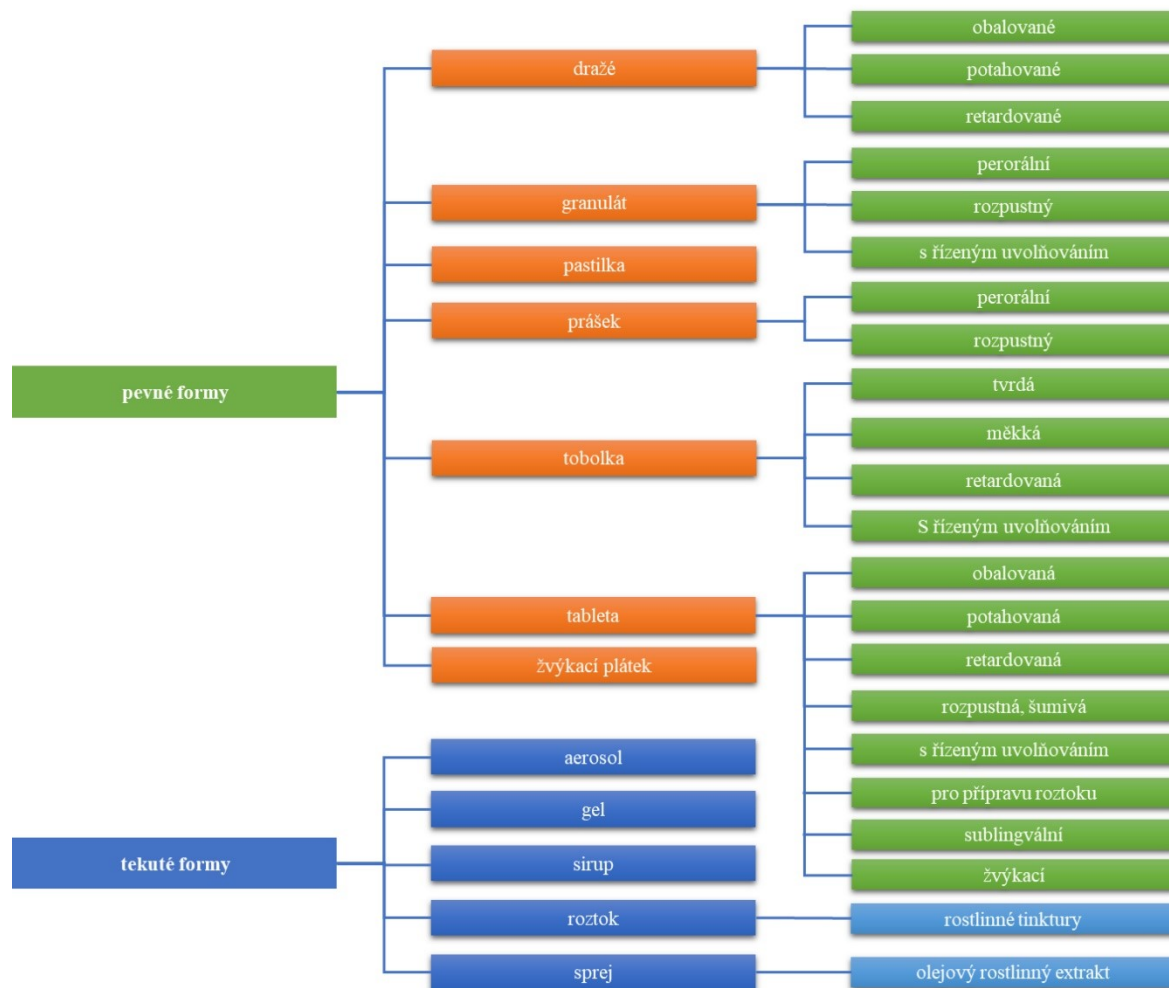 pevné formy
dražé
obalované
potahované
retardované
granulát
perorální
rozpustný
s řízeným uvolňováním
pastilka
prášek
perorální
rozpustný
tobolka
tvrdá
měkká
retardovaná
S řízeným uvolňováním
tableta
obalovaná
potahovaná
retardovaná
rozpustná, šumivá
s řízeným uvolňováním
pro přípravu roztoku
sublingvální
žvýkací
žvýkací plátek
tekuté formy
aerosol
gel
sirup
roztok
rostlinné tinktury
sprej
olejový rostlinný extrakt